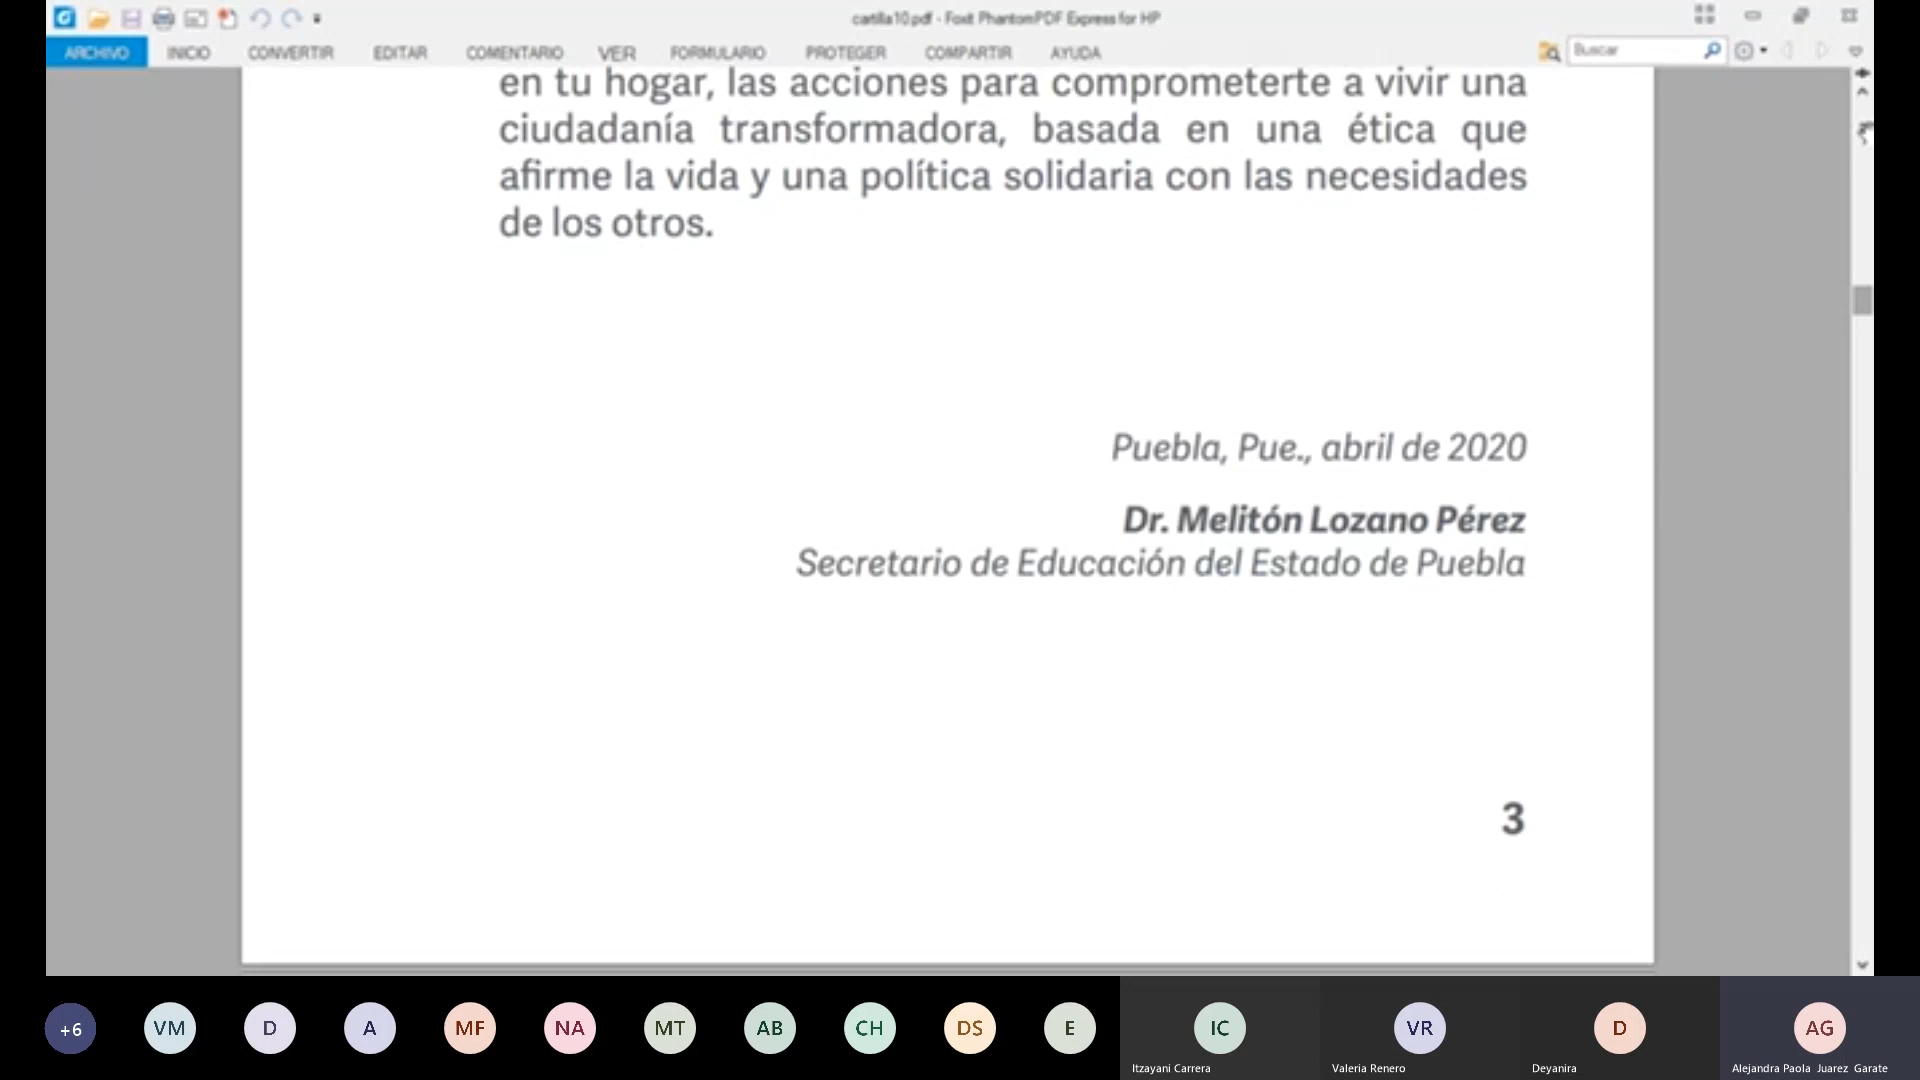 cartilla10.pdf - Foxit PhantomPDF Express for HP
ARCHIVO INICIO CONVERTIR EDITAR COMENTARIO VER FORMULARIO PROTEGER COMPARTIR AYUDA Buscar
en tu hogar, las acciones para comprometerte a vivir una
ciudadanía transformadora, basada en una ética que
afirme la vida y una política solidaria con las necesidades
de los otros.
Puebla, Pue., abril de 2020
Dr. Melitón Lozano Pérez
Secretario de Educación del Estado de Puebla
3
+6 VM D A MF NA MT AB CH DS E IC VR D AG
Itzayani Carrera Valeria Renero Deyanira Alejandra Paola Juarez Garate